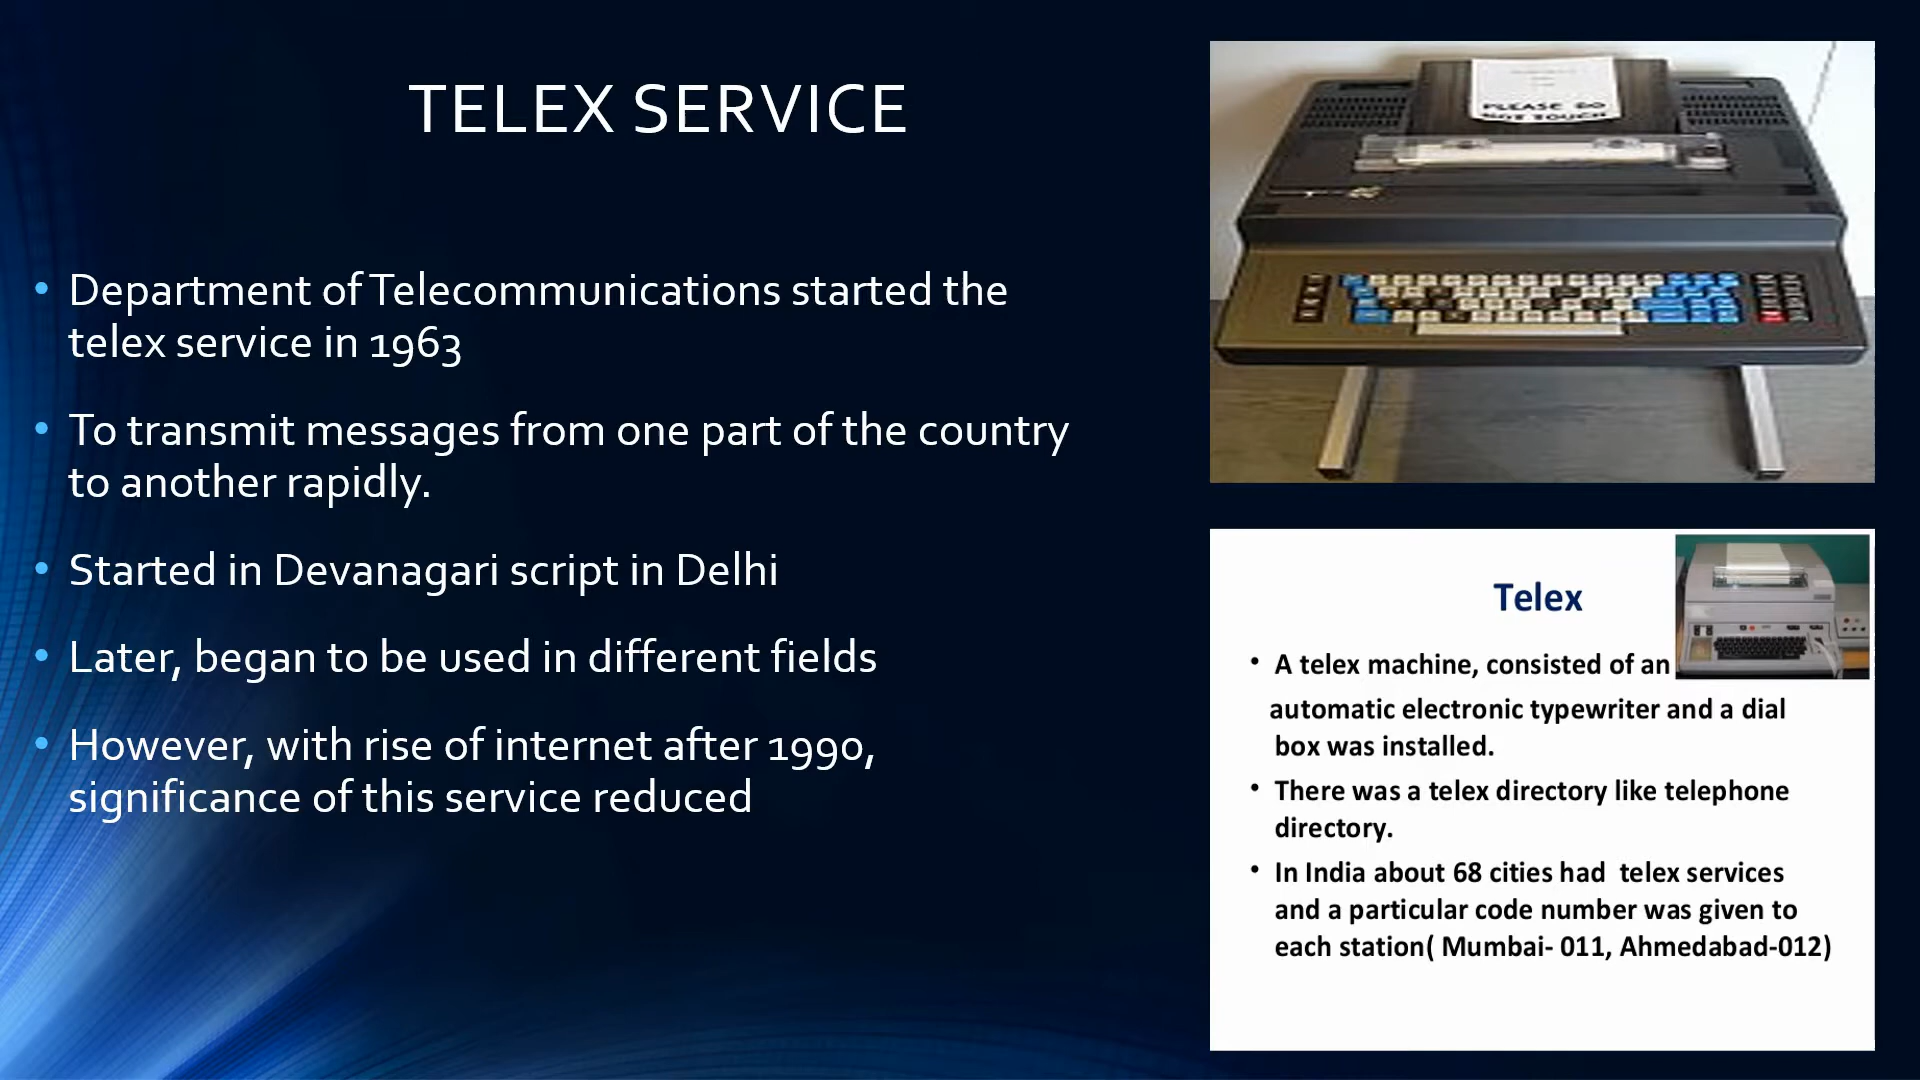 TELEX SERVICE
• Department of Telecommunications started the
telex service in 1963
• To transmit messages from one part of the country
to another rapidly.
• Started in Devanagari script in Delhi
• Later, began to be used in different fields
• However, with rise of internet after 1990,
significance of this service reduced
PLEASE DO
NOT TOUCH
Telex
• A telex machine, consisted of an
automatic electronic typewriter and a dial
box was installed.
• There was a telex directory like telephone
directory.
• In India about 68 cities had  telex services
and a particular code number was given to
each station( Mumbai- 011, Ahmedabad-012)